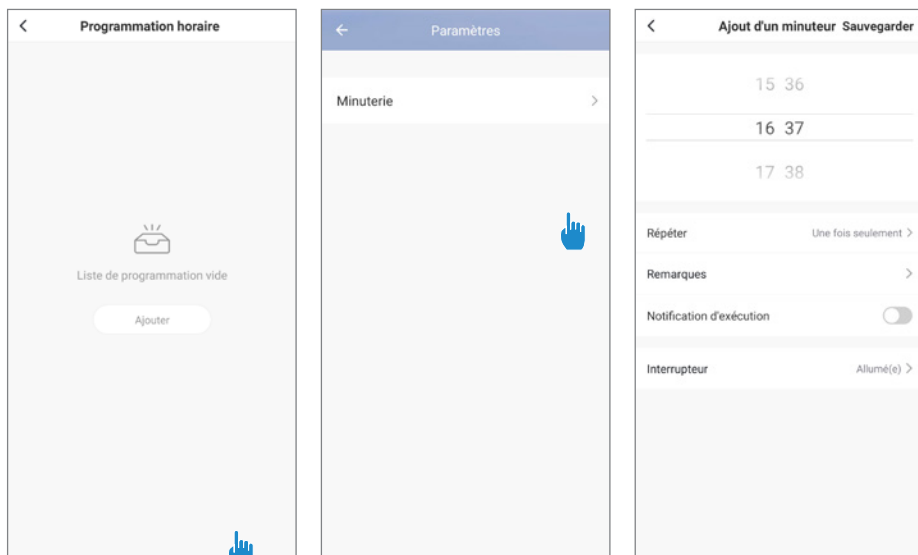 Programmation horaire
Liste de programmation vide
Ajouter
Paramètres
Minuterie
Ajout d'un minuteur Sauvegarder
15 36
16 37
17 38
Répéter Une fois seulement
Remarques
Notification d'exécution
Interrupteur Allumé(e)